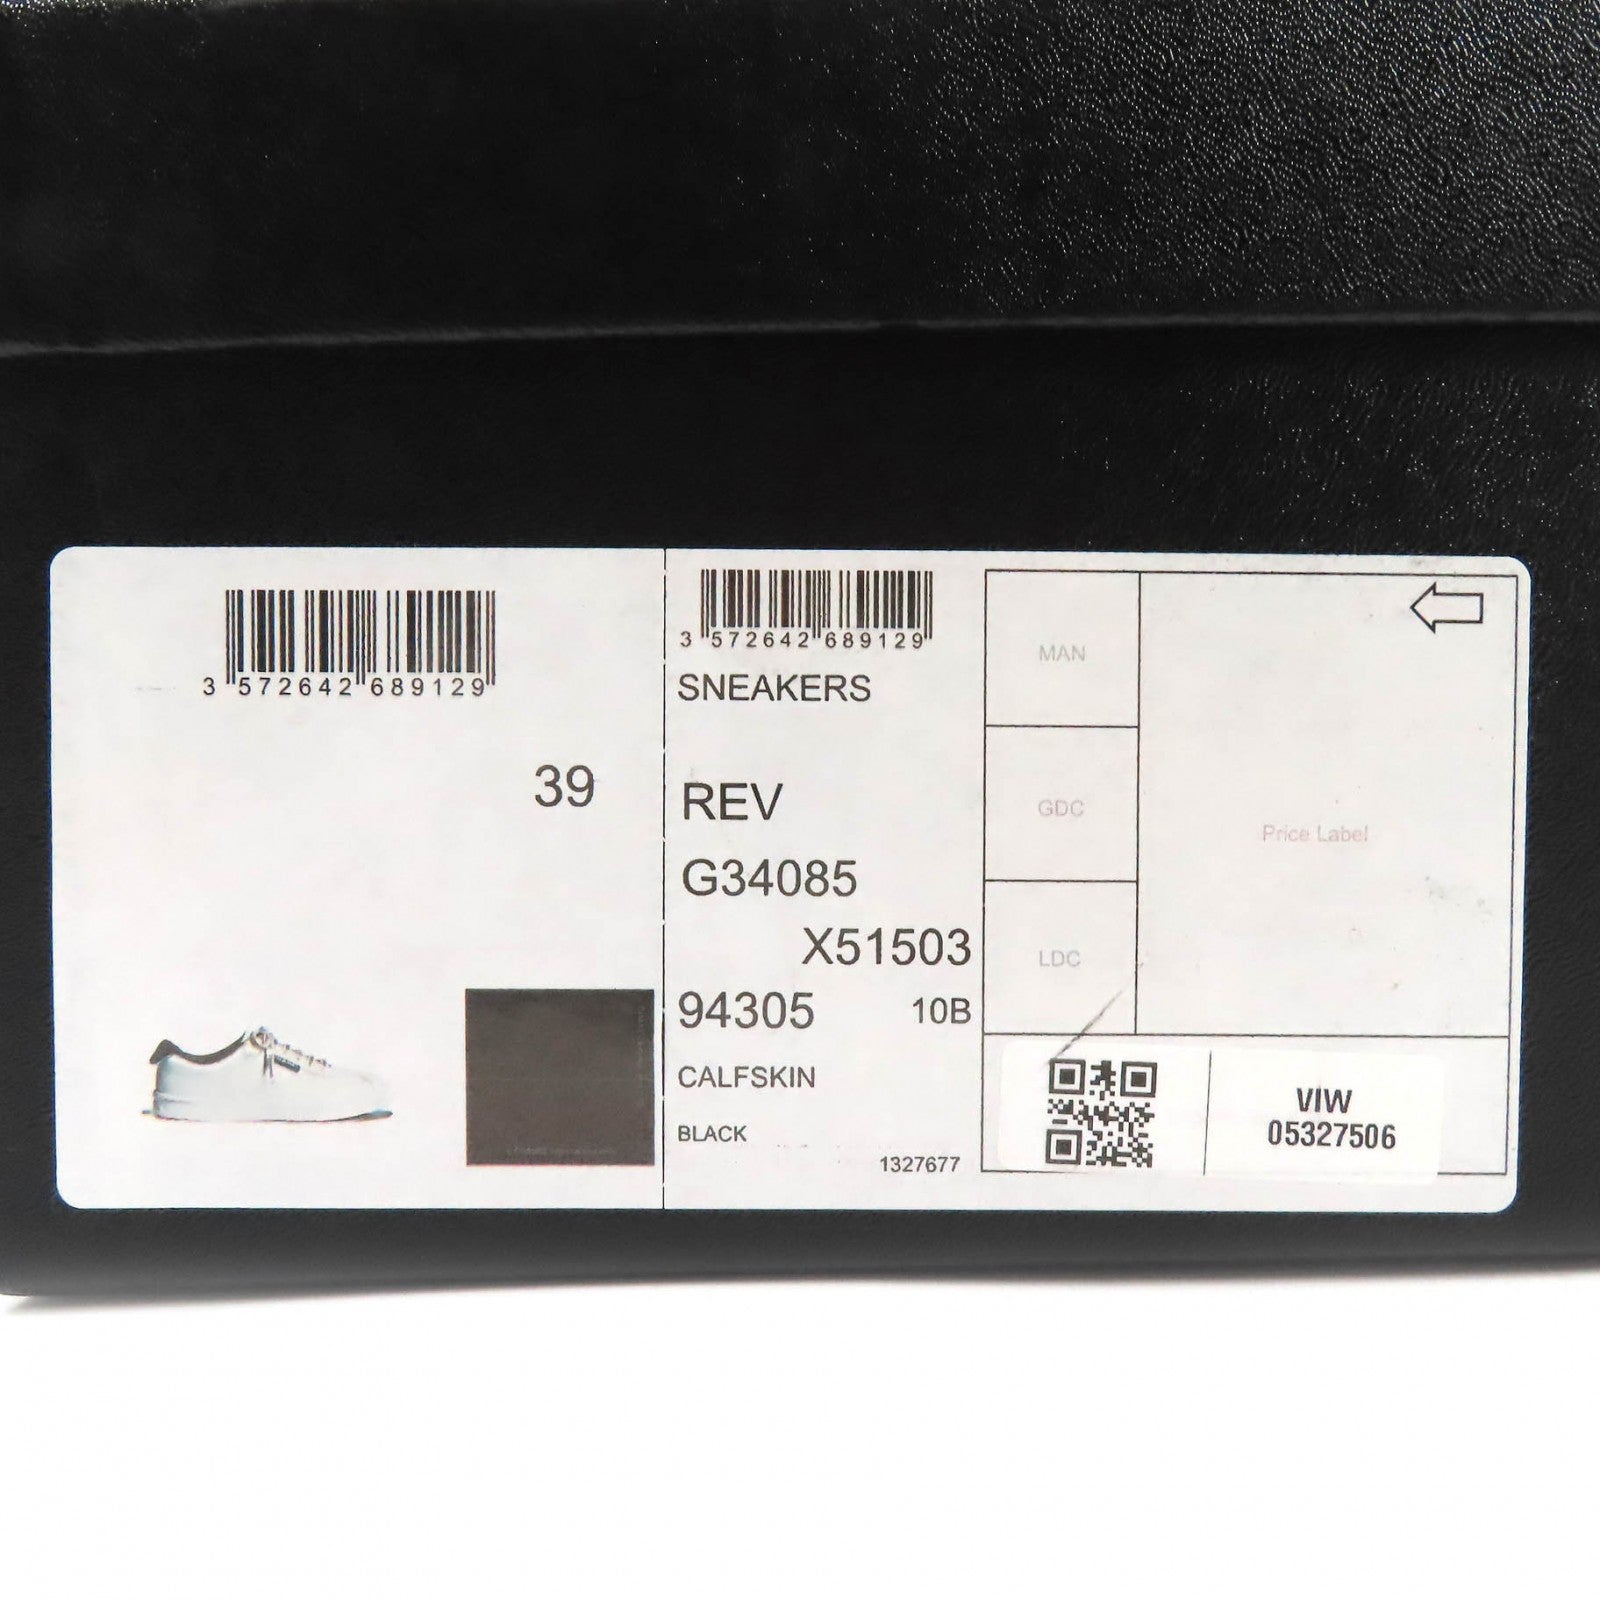 3 572642 689129
39
3 572642 689129
SNEAKERS
REV
G34085
X51503
94305 10B
CALFSKIN
BLACK
1327677
MAN
GDC
LDC
Price Label
VIW
05327506